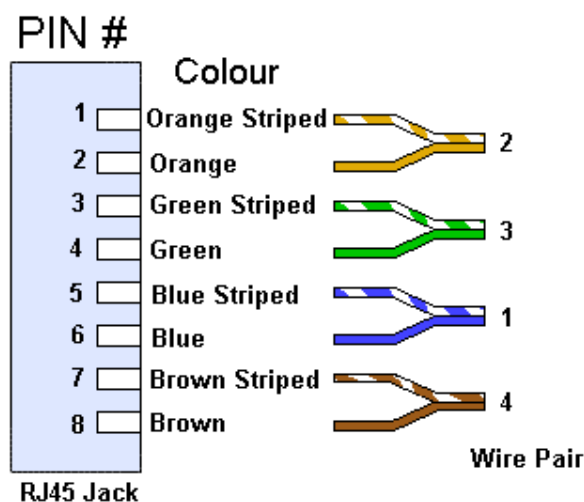 PIN #
Colour
1 Orange Striped
2 Orange
2
3 Green Striped
4 Green
3
5 Blue Striped
6 Blue
1
7 Brown Striped
8 Brown
4
Wire Pair
RJ45 Jack